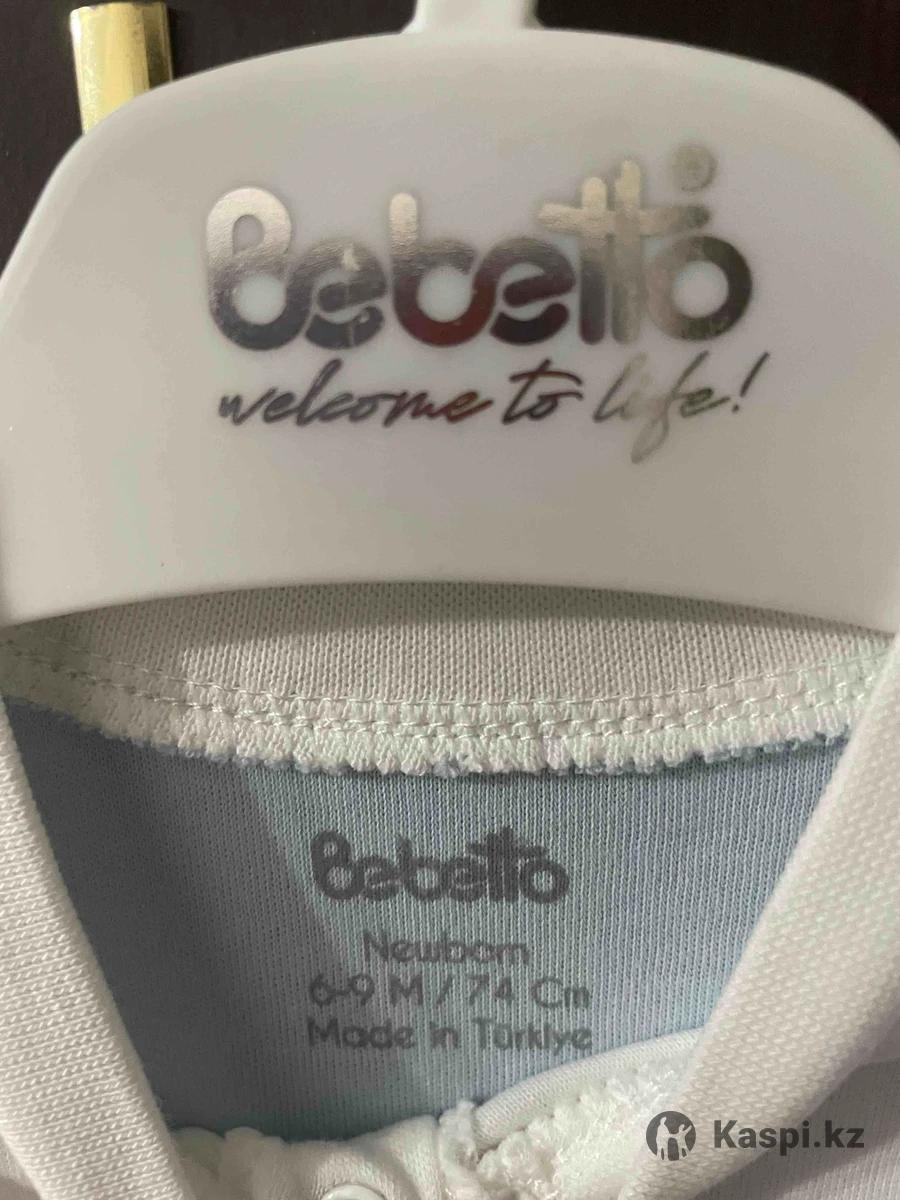 Bebetto®
welcome to life!
Bebetto
Newborn
6-9 M / 74 Cm
Made in Türkiye
Kaspi.kz